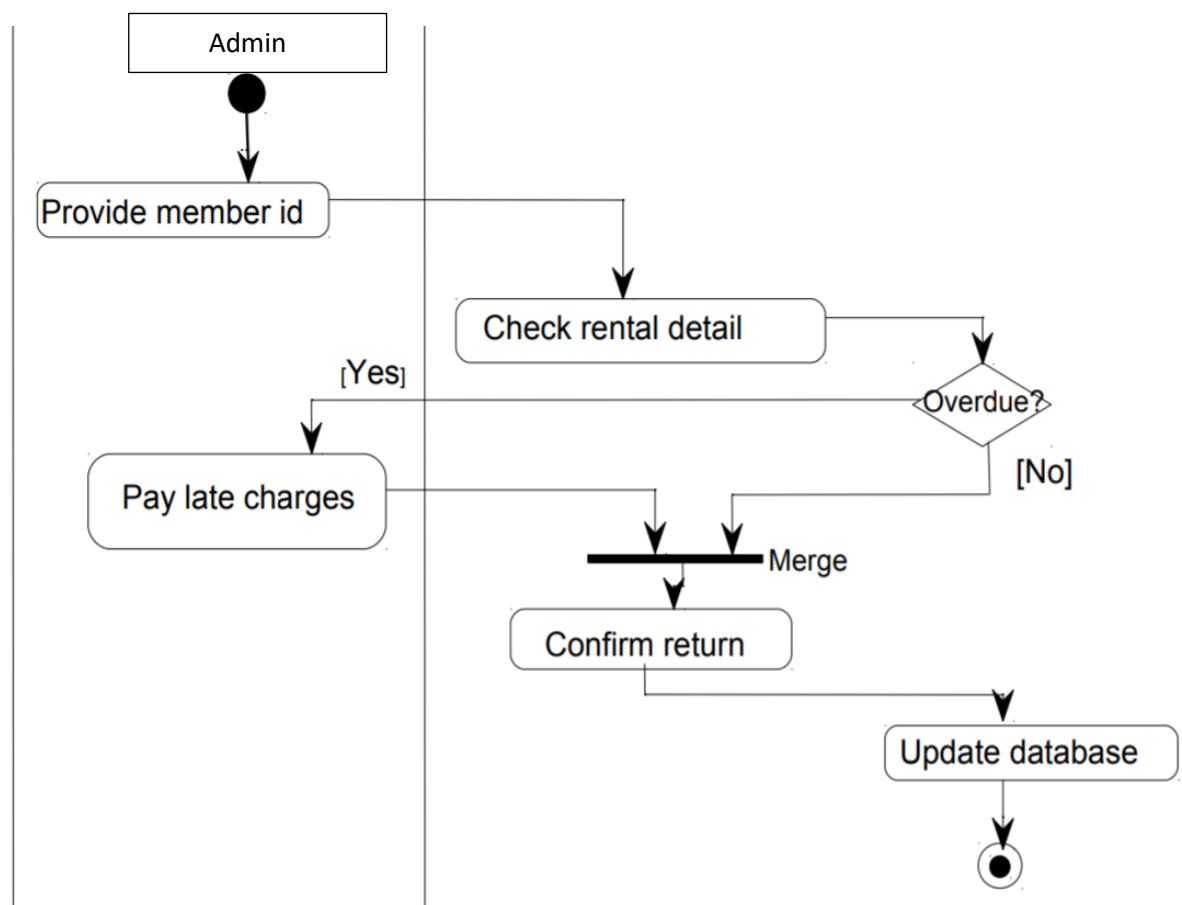 Admin
Provide member id
Check rental detail
[Yes]
Overdue?
[No]
Pay late charges
Merge
Confirm return
Update database